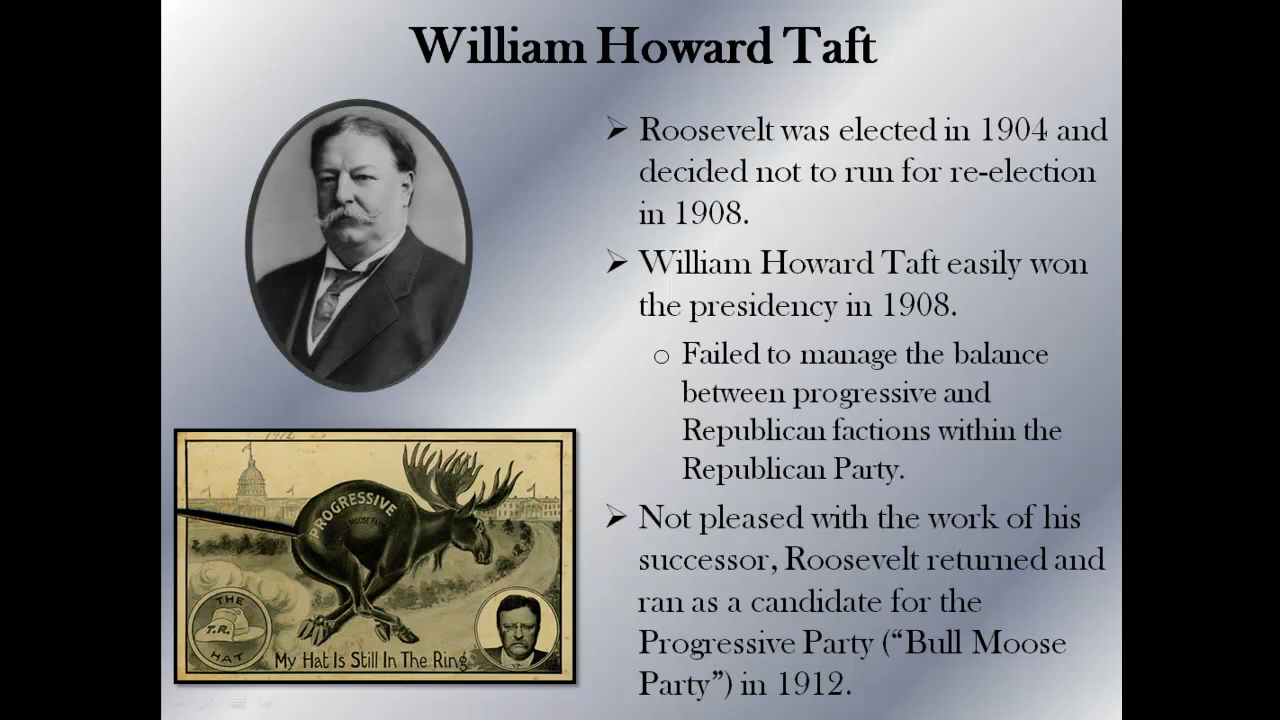 William Howard Taft
➢ Roosevelt was elected in 1904 and
decided not to run for re-election
in 1908.
➢ William Howard Taft easily won
the presidency in 1908.
o Failed to manage the balance
between progressive and
Republican factions within the
Republican Party.
➢ Not pleased with the work of his
successor, Roosevelt returned and
ran as a candidate for the
Progressive Party (“Bull Moose
Party”) in 1912.
1912
PROGRESSIVE
MOOSE
THE
T.R.
HAT
My Hat Is Still In The Ring